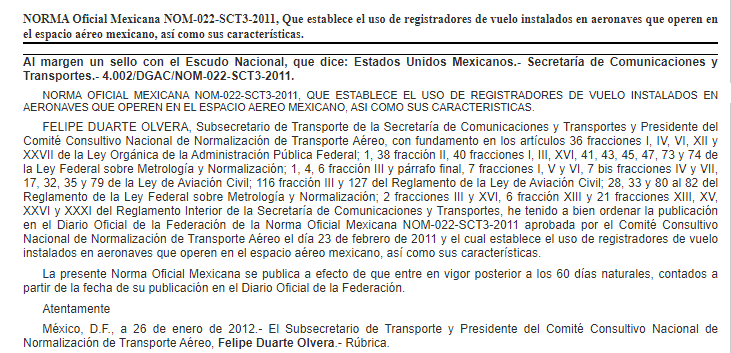 NORMA Oficial Mexicana NOM-022-SCT3-2011, Que establece el uso de registradores de vuelo instalados en aeronaves que operen en
el espacio aéreo mexicano, así como sus características.
Al margen un sello con el Escudo Nacional, que dice: Estados Unidos Mexicanos.- Secretaría de Comunicaciones y
Transportes.- 4.002/DGAC/NOM-022-SCT3-2011.
NORMA OFICIAL MEXICANA NOM-022-SCT3-2011, QUE ESTABLECE EL USO DE REGISTRADORES DE VUELO INSTALADOS EN
AERONAVES QUE OPEREN EN EL ESPACIO AEREO MEXICANO, ASI COMO SUS CARACTERISTICAS.
FELIPE DUARTE OLVERA, Subsecretario de Transporte de la Secretaría de Comunicaciones y Transportes y Presidente del
Comité Consultivo Nacional de Normalización de Transporte Aéreo, con fundamento en los artículos 36 fracciones I, IV, VI, XII y
XXVII de la Ley Orgánica de la Administración Pública Federal; 1, 38 fracción II, 40 fracciones I, III, XVI, 41, 43, 45, 47, 73 y 74 de
la Ley Federal sobre Metrología y Normalización; 1, 4, 6 fracción III y párrafo final, 7 fracciones I, V y VI, 7 bis fracciones IV y VII,
17, 32, 35 y 79 de la Ley de Aviación Civil; 116 fracción III y 127 del Reglamento de la Ley de Aviación Civil; 28, 33 y 80 al 82 del
Reglamento de la Ley Federal sobre Metrología y Normalización; 2 fracciones III y XVI, 6 fracción XIII y 21 fracciones XIII, XV,
XXVI y XXXI del Reglamento Interior de la Secretaría de Comunicaciones y Transportes, he tenido a bien ordenar la publicación
en el Diario Oficial de la Federación de la Norma Oficial Mexicana NOM-022-SCT3-2011 aprobada por el Comité Consultivo
Nacional de Normalización de Transporte Aéreo el día 23 de febrero de 2011 y el cual establece el uso de registradores de vuelo
instalados en aeronaves que operen en el espacio aéreo mexicano, así como sus características.
La presente Norma Oficial Mexicana se publica a efecto de que entre en vigor posterior a los 60 días naturales, contados a
partir de la fecha de su publicación en el Diario Oficial de la Federación.
Atentamente
México, D.F., a 26 de enero de 2012.- El Subsecretario de Transporte y Presidente del Comité Consultivo Nacional de
Normalización de Transporte Aéreo, Felipe Duarte Olvera.- Rúbrica.